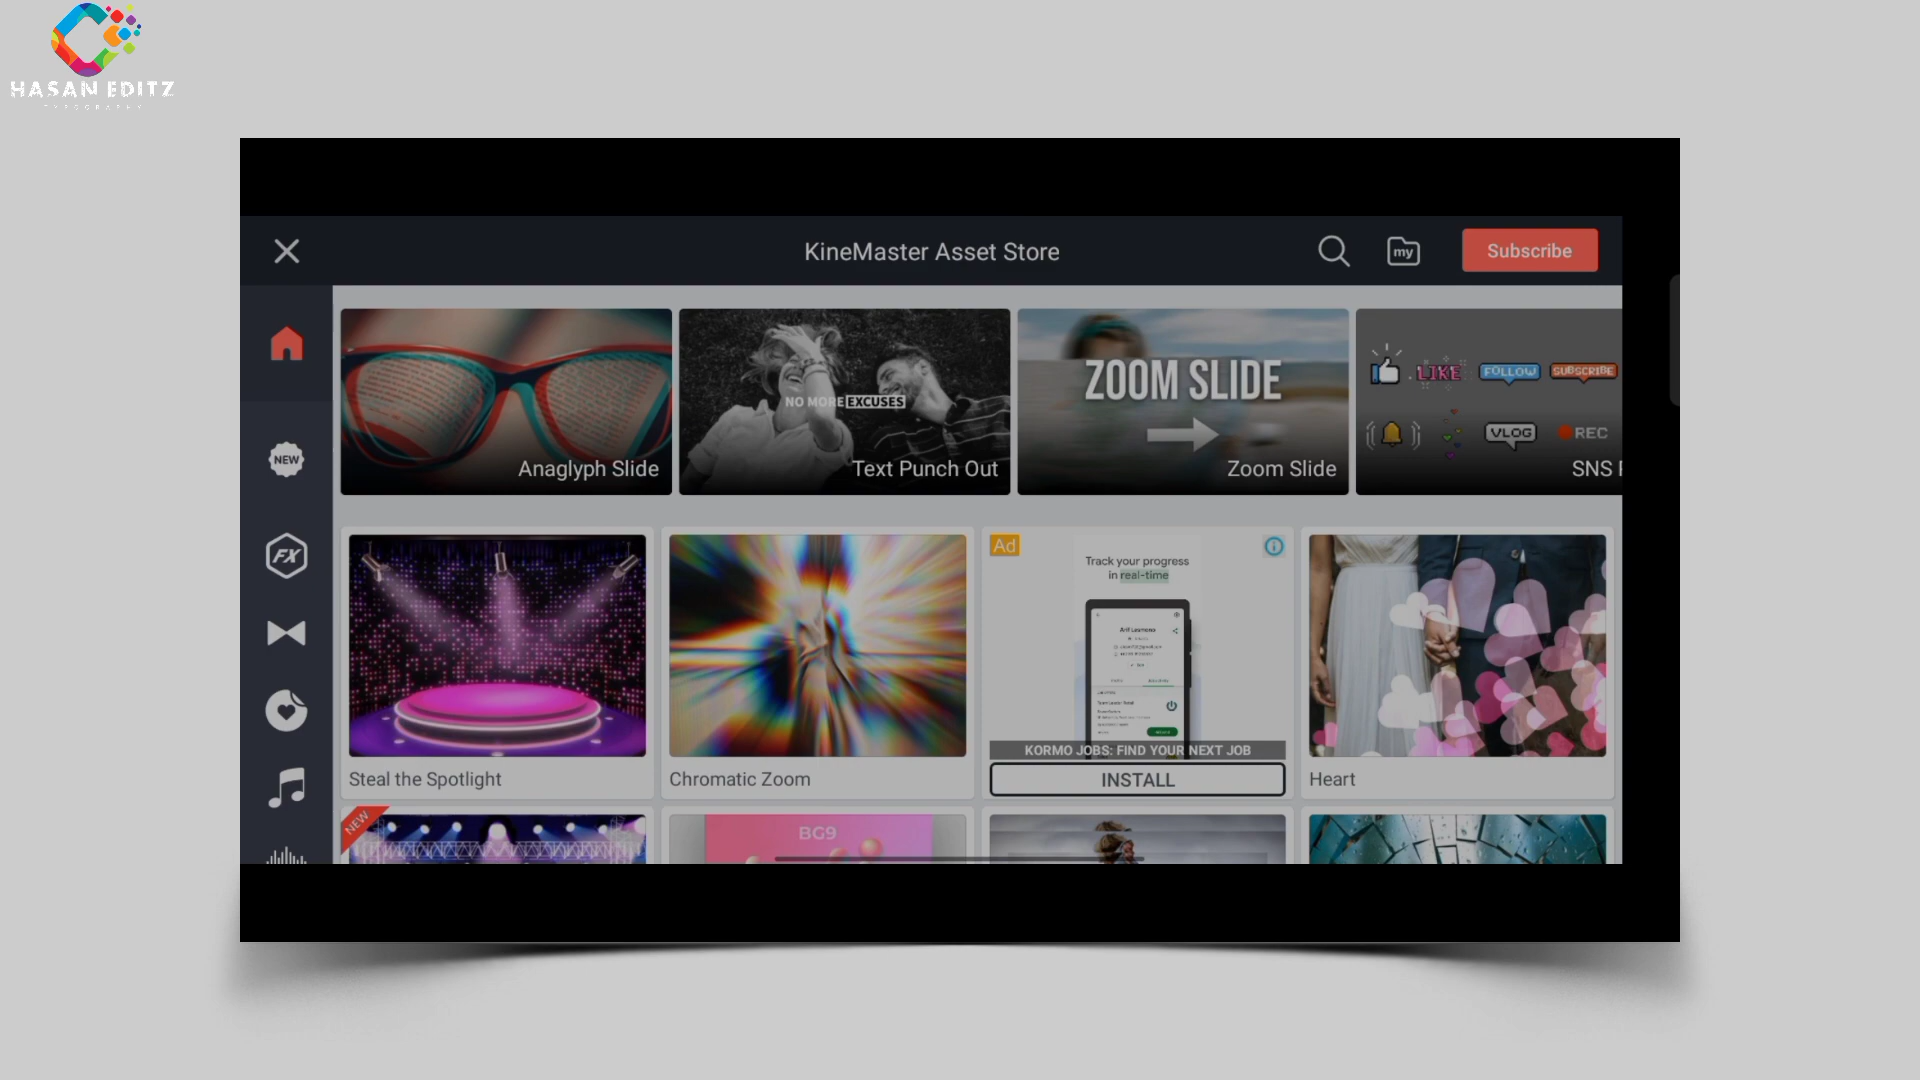 HASAN EDITZ
TYPOGRAPHY
KineMaster Asset Store
my
Subscribe
NEW
FX
Anaglyph Slide
NO MORE EXCUSES
Text Punch Out
ZOOM SLIDE
Zoom Slide
LIKE
FOLLOW
SUBSCRIBE
VLOG
REC
SNS
Ad
Track your progress
in real-time
KORMO JOBS: FIND YOUR NEXT JOB
INSTALL
Steal the Spotlight
Chromatic Zoom
Heart
NEW
BG9